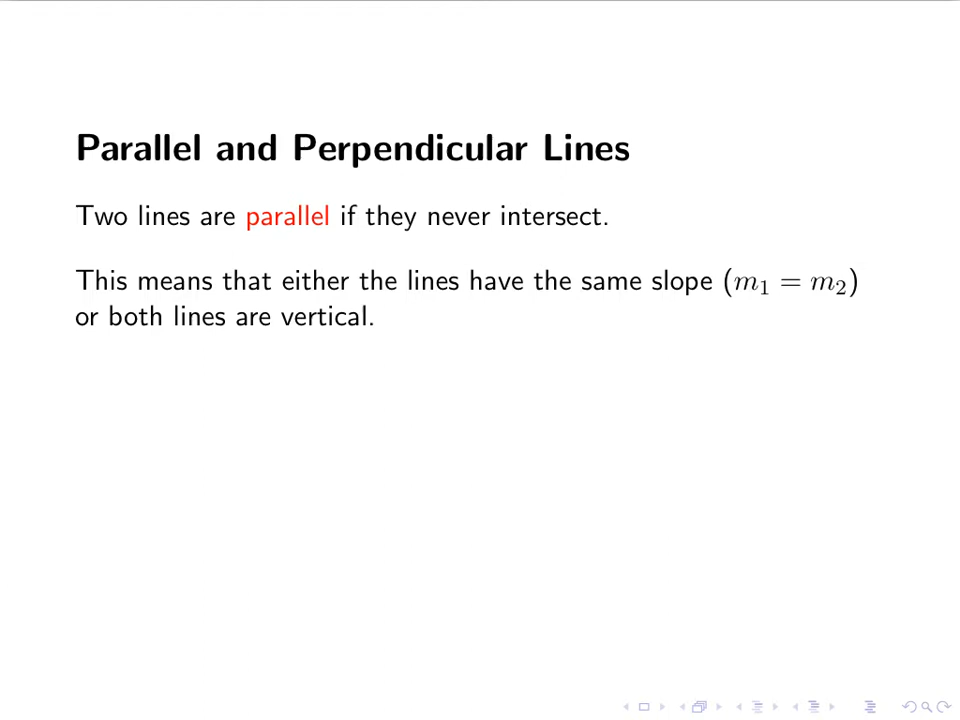 Parallel and Perpendicular Lines
Two lines are parallel if they never intersect.
This means that either the lines have the same slope (m₁ = m₂)
or both lines are vertical.